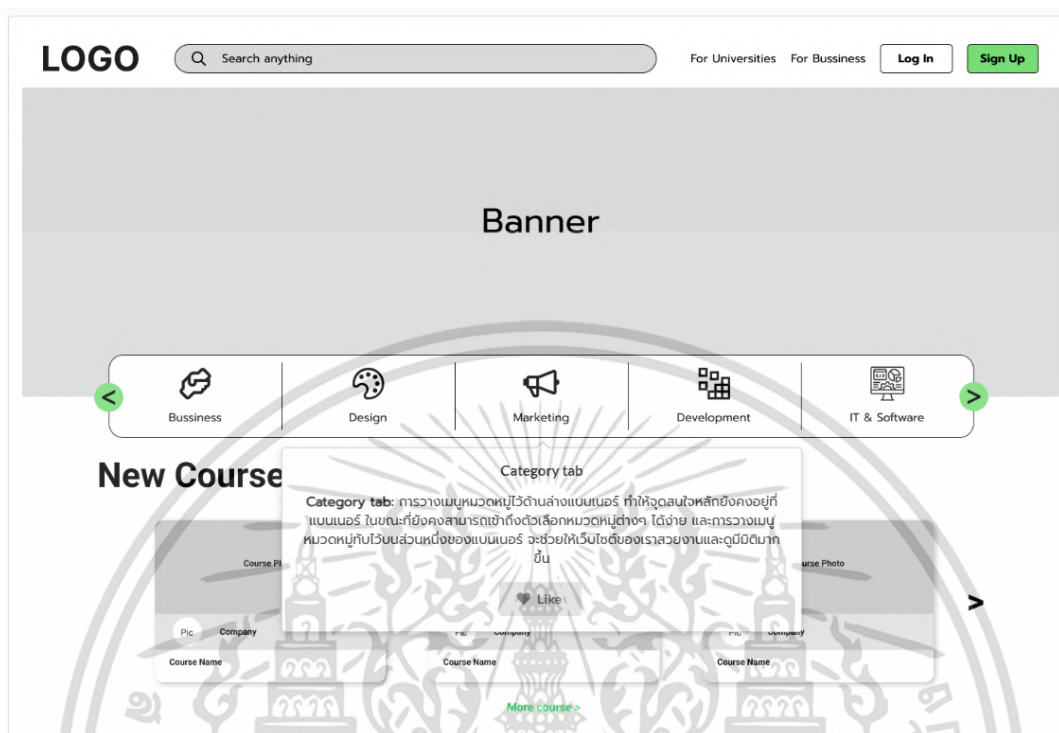 LOGO
Search anything
For Universities
For Bussiness
Log In
Sign Up
Banner
<
Bussiness
Design
Marketing
Development
IT & Software
>
New Course
Category tab
Category tab: การวางเมนูหมวดหมู่ไว้ด้านล่างแบนเนอร์ ทำให้จุดสนใจหลักยังคงอยู่ที่
แบนเนอร์ ในขณะที่ยังคงสามารถเข้าถึงตัวเลือกหมวดหมู่ต่างๆ ได้ง่าย และการวางเมนู
หมวดหมู่ทับไว้บนส่วนหนึ่งของแบนเนอร์ จะช่วยให้เว็บไซต์ของเราสวยงานและดูมีมิติมาก
ขึ้น
Like
Course Pl
urse Photo
>
Pic Company
Pic Company
Pic Company
Course Name
Course Name
Course Name
More course >